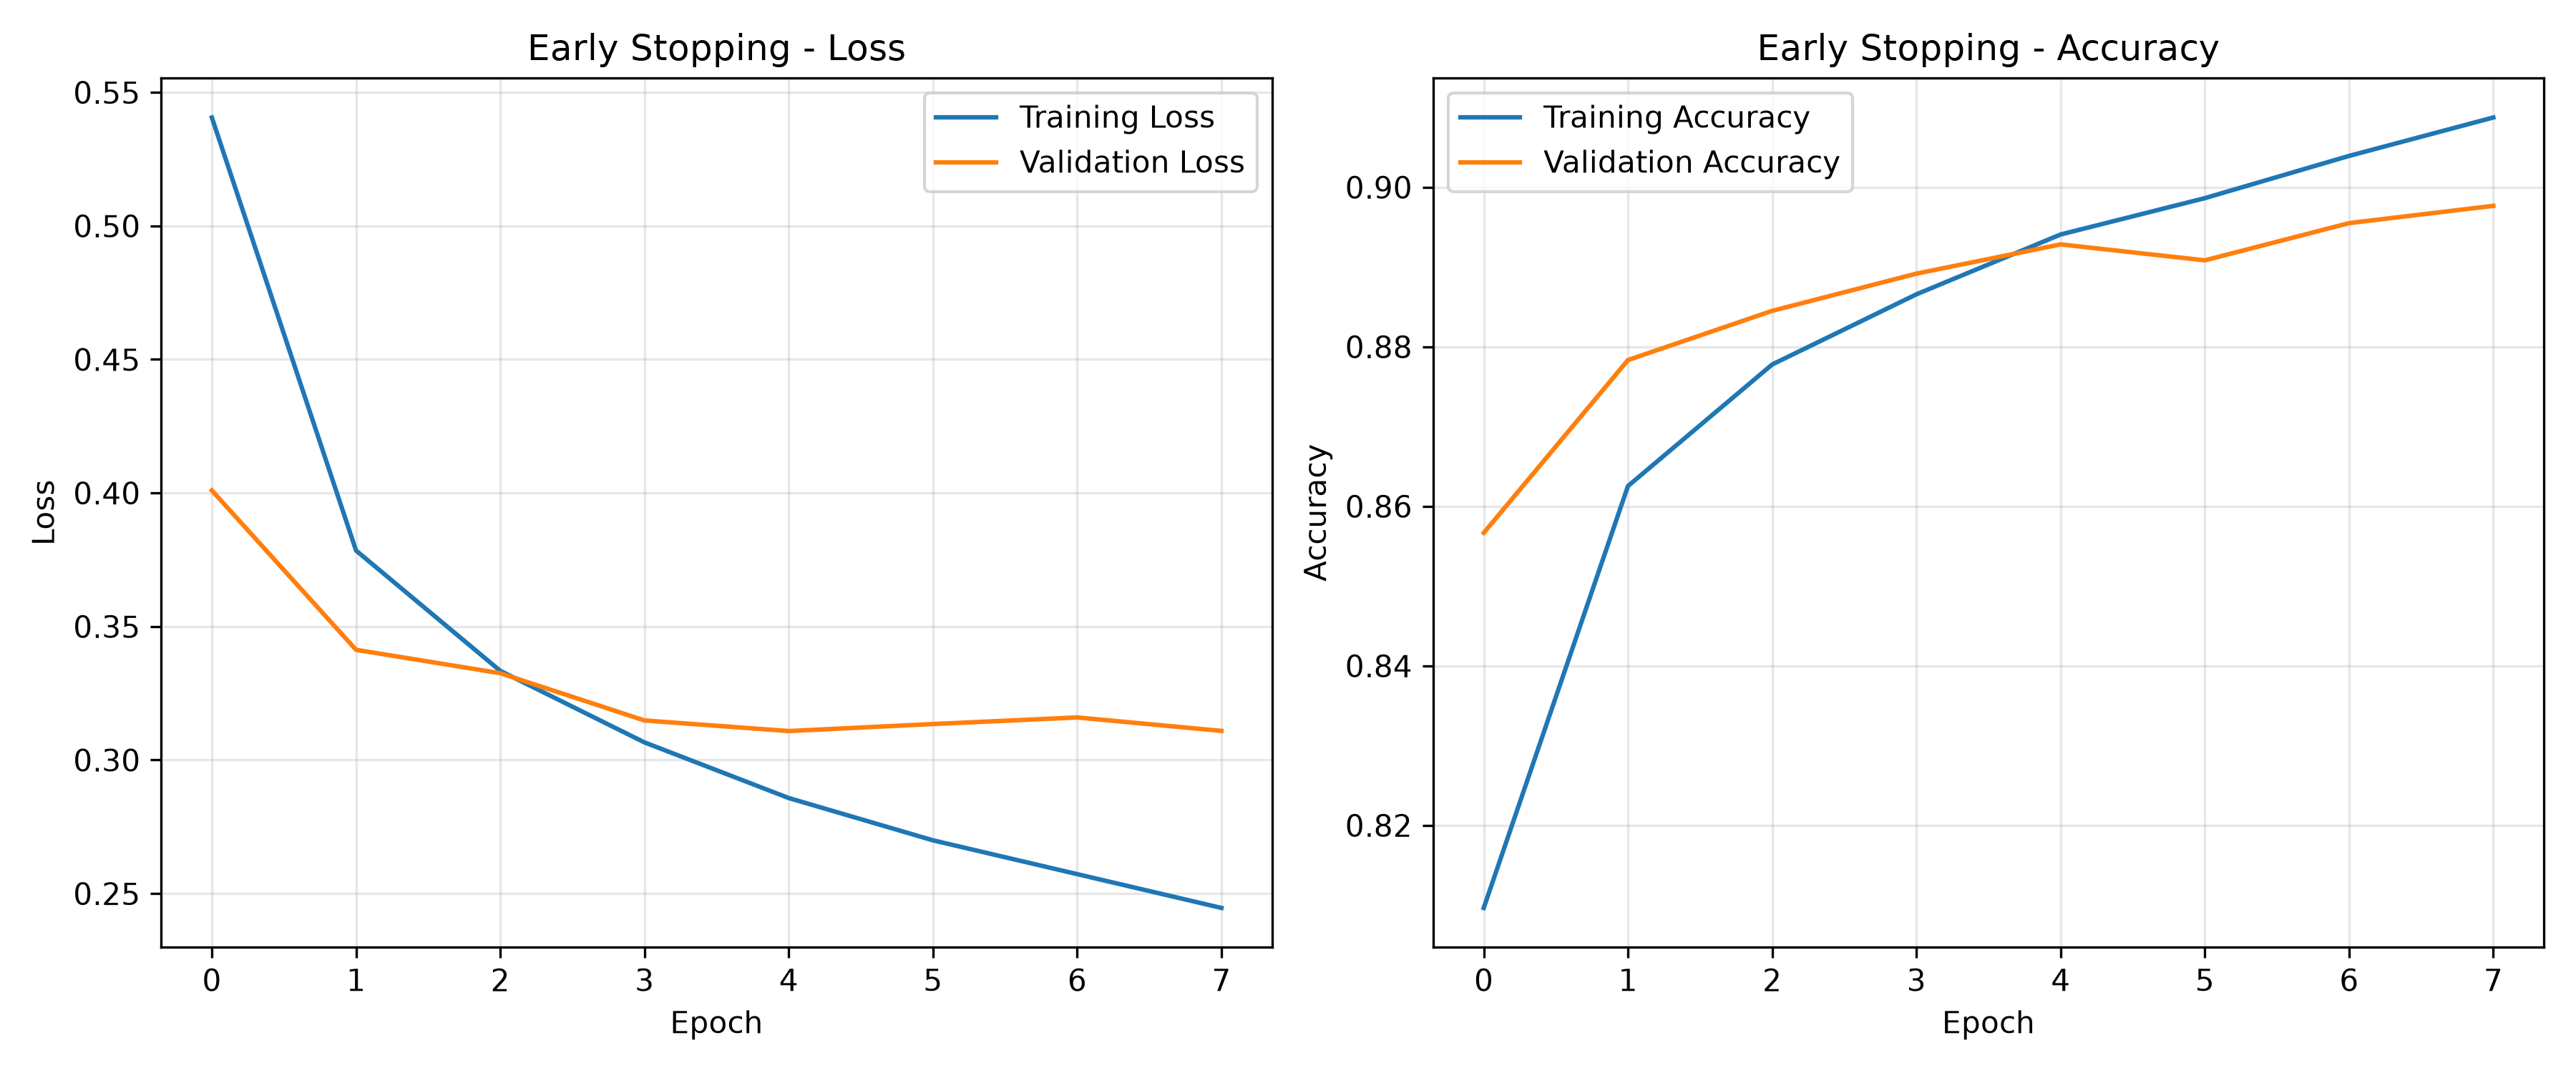 Early Stopping - Loss
Training Loss
Validation Loss
0.55
0.50
0.45
0.40
0.35
0.30
0.25
Loss
0 1 2 3 4 5 6 7
Epoch
Early Stopping - Accuracy
Training Accuracy
Validation Accuracy
0.90
0.88
0.86
0.84
0.82
Accuracy
0 1 2 3 4 5 6 7
Epoch